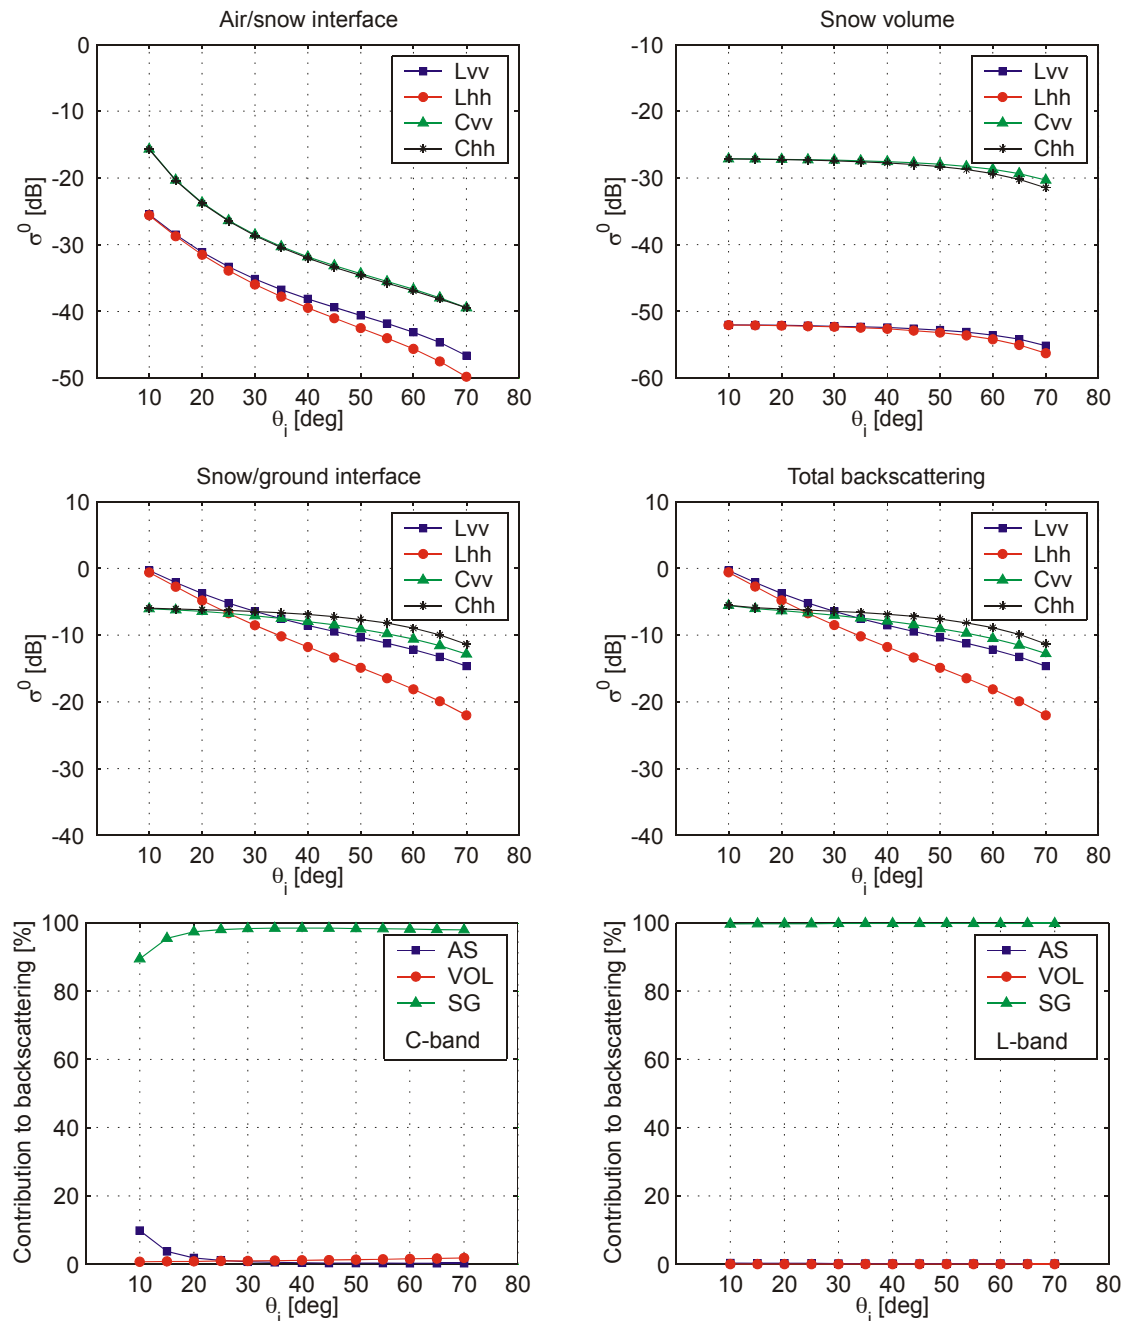 Air/snow interface
0
-10
-20
-30
-40
-50
σ⁰ [dB]
10 20 30 40 50 60 70 80
θi [deg]
Lvv
Lhh
Cvv
Chh
Snow volume
-10
-20
-30
-40
-50
-60
σ⁰ [dB]
10 20 30 40 50 60 70 80
θi [deg]
Lvv
Lhh
Cvv
Chh
Snow/ground interface
10
0
-10
-20
-30
-40
σ⁰ [dB]
10 20 30 40 50 60 70 80
θi [deg]
Lvv
Lhh
Cvv
Chh
Total backscattering
10
0
-10
-20
-30
-40
σ⁰ [dB]
10 20 30 40 50 60 70 80
θi [deg]
Lvv
Lhh
Cvv
Chh
100
80
60
40
20
0
Contribution to backscattering [%]
10 20 30 40 50 60 70 80
θi [deg]
AS
VOL
SG
C-band
100
80
60
40
20
0
Contribution to backscattering [%]
10 20 30 40 50 60 70 80
θi [deg]
AS
VOL
SG
L-band